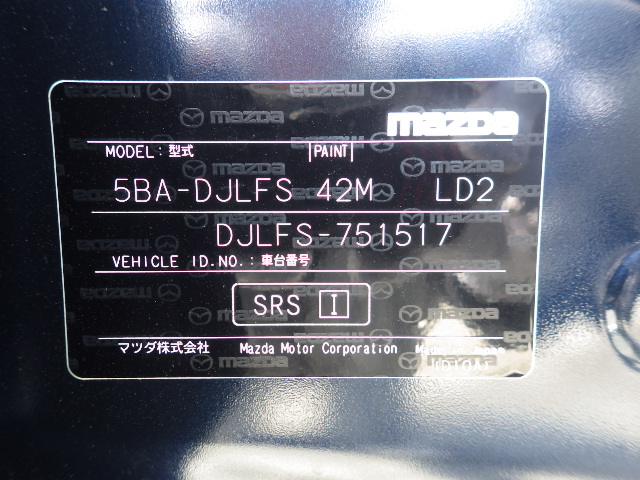 mazda
MODEL:型式 PAINT
5BA-DJLFS 42M LD2
DJLFS-751517
VEHICLE ID.NO.:車台番号
SRS I
マツダ株式会社 Mazda Motor Corporation